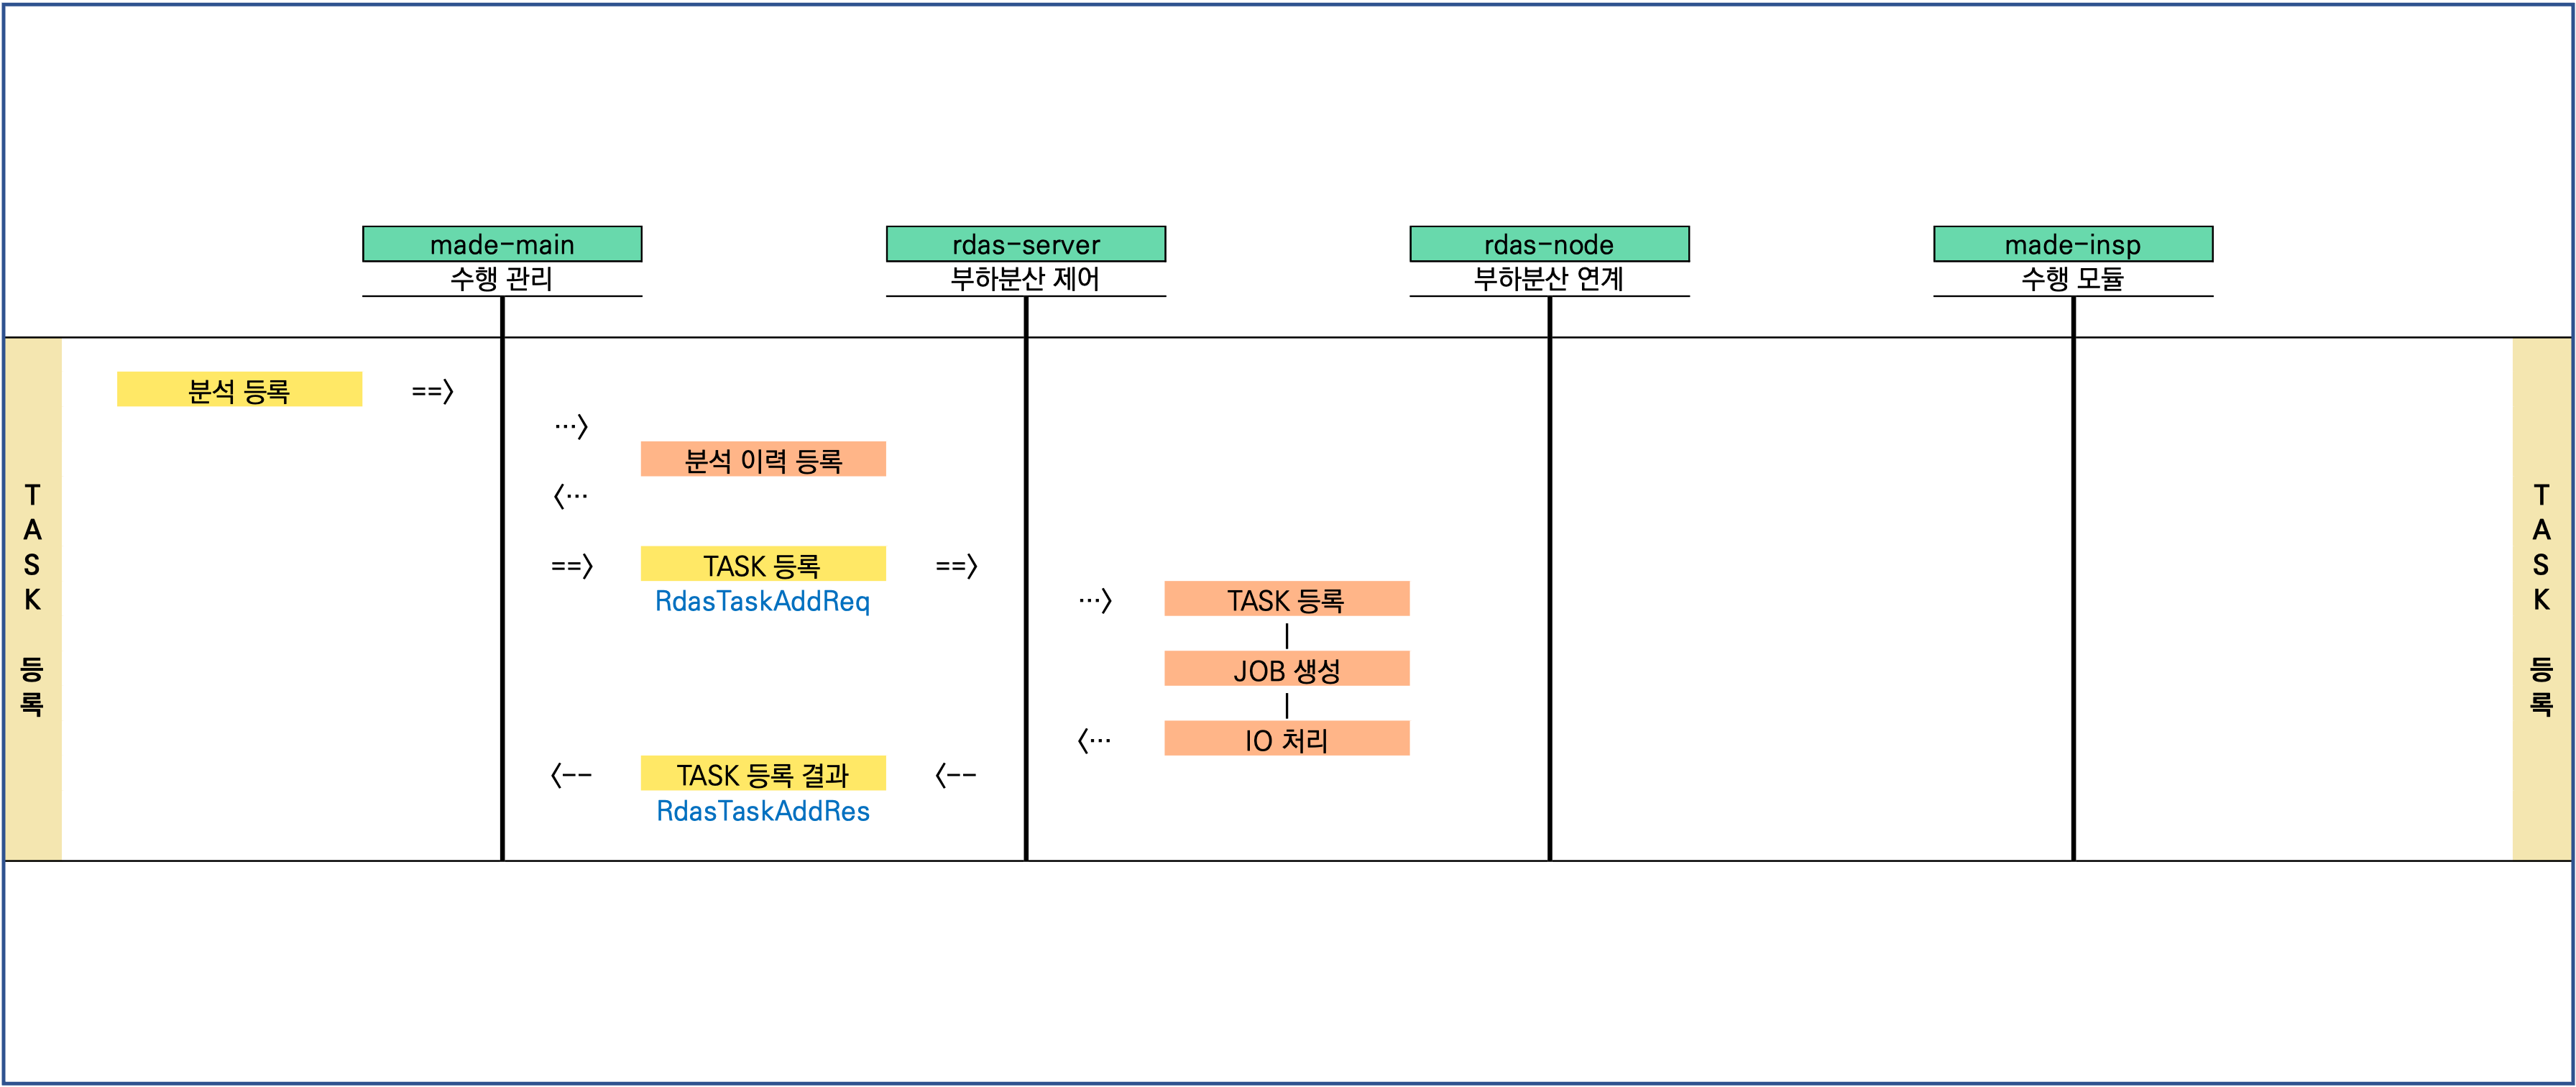 made-main
rdas-server
rdas-node
made-insp
수행 관리
부하분산 제어
부하분산 연계
수행 모듈
TASK 등록
분석 등록
==>
···>
분석 이력 등록
<···
==>
TASK 등록
==>
RdasTaskAddReq
···>
TASK 등록
JOB 생성
<···
IO 처리
<--
TASK 등록 결과
<--
RdasTaskAddRes
TASK 등록